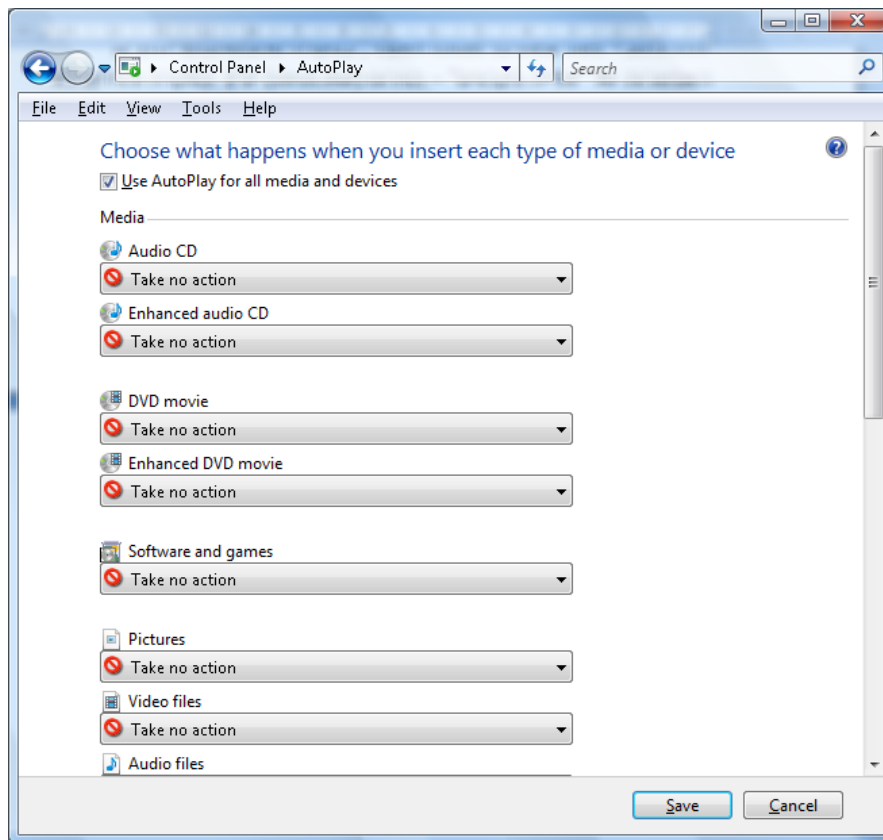 Control Panel AutoPlay Search
File Edit View Tools Help
Choose what happens when you insert each type of media or device
Use AutoPlay for all media and devices
Media
Audio CD
Take no action
Enhanced audio CD
Take no action
DVD movie
Take no action
Enhanced DVD movie
Take no action
Software and games
Take no action
Pictures
Take no action
Video files
Take no action
Audio files
Save Cancel